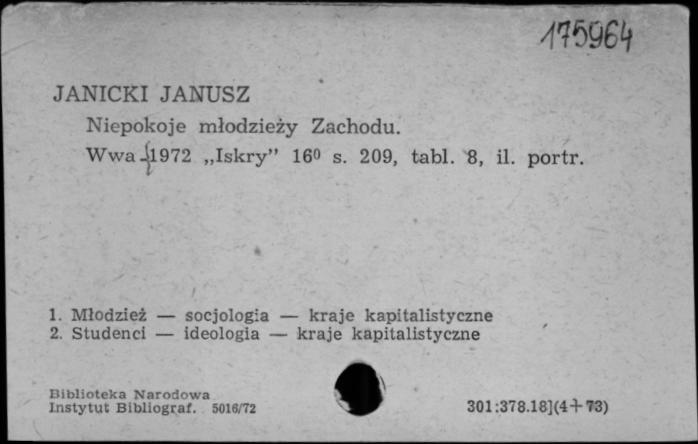 175964
JANICKI JANUSZ
Niepokoje młodzieży Zachodu.
Wwa 1972 „Iskry” 16⁰ s. 209, tabl. 8, il. portr.
1. Młodzież — socjologia — kraje kapitalistyczne
2. Studenci — ideologia — kraje kapitalistyczne
Biblioteka Narodowa
Instytut Bibliograf. 5016/72
301:378.18](4+73)